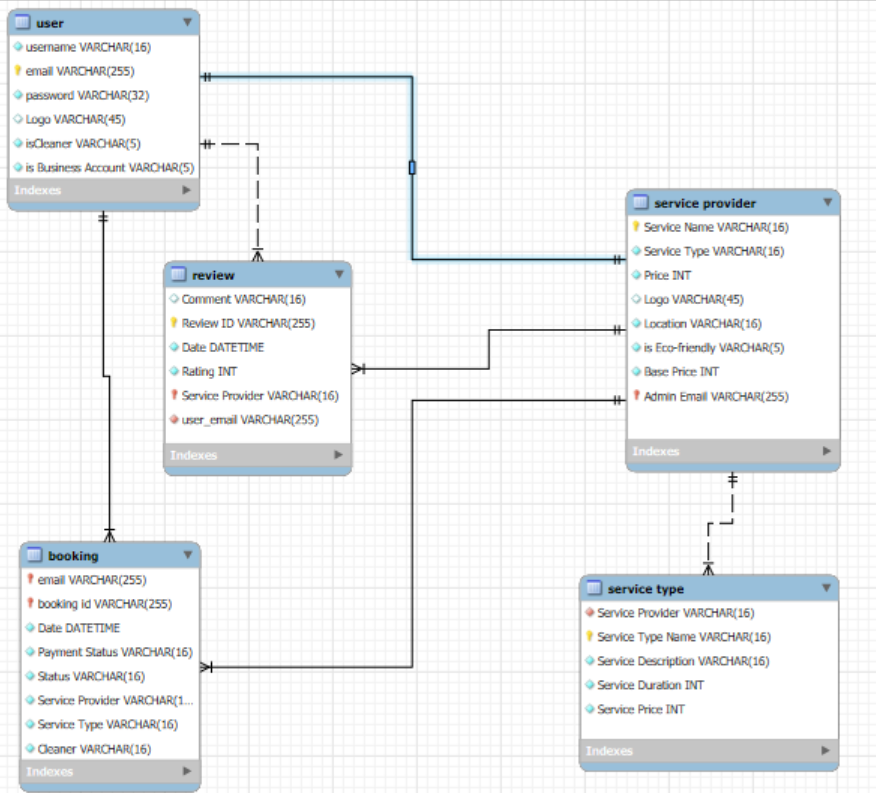 user
username VARCHAR(16)
email VARCHAR(255)
password VARCHAR(32)
Logo VARCHAR(45)
isCleaner VARCHAR(5)
is Business Account VARCHAR(5)
Indexes
review
Comment VARCHAR(16)
Review ID VARCHAR(255)
Date DATETIME
Rating INT
Service Provider VARCHAR(16)
user_email VARCHAR(255)
Indexes
service provider
Service Name VARCHAR(16)
Service Type VARCHAR(16)
Price INT
Logo VARCHAR(45)
Location VARCHAR(16)
is Eco-friendly VARCHAR(5)
Base Price INT
Admin Email VARCHAR(255)
Indexes
booking
email VARCHAR(255)
booking id VARCHAR(255)
Date DATETIME
Payment Status VARCHAR(16)
Status VARCHAR(16)
Service Provider VARCHAR(1...
Service Type VARCHAR(16)
Cleaner VARCHAR(16)
Indexes
service type
Service Provider VARCHAR(16)
Service Type Name VARCHAR(16)
Service Description VARCHAR(16)
Service Duration INT
Service Price INT
Indexes